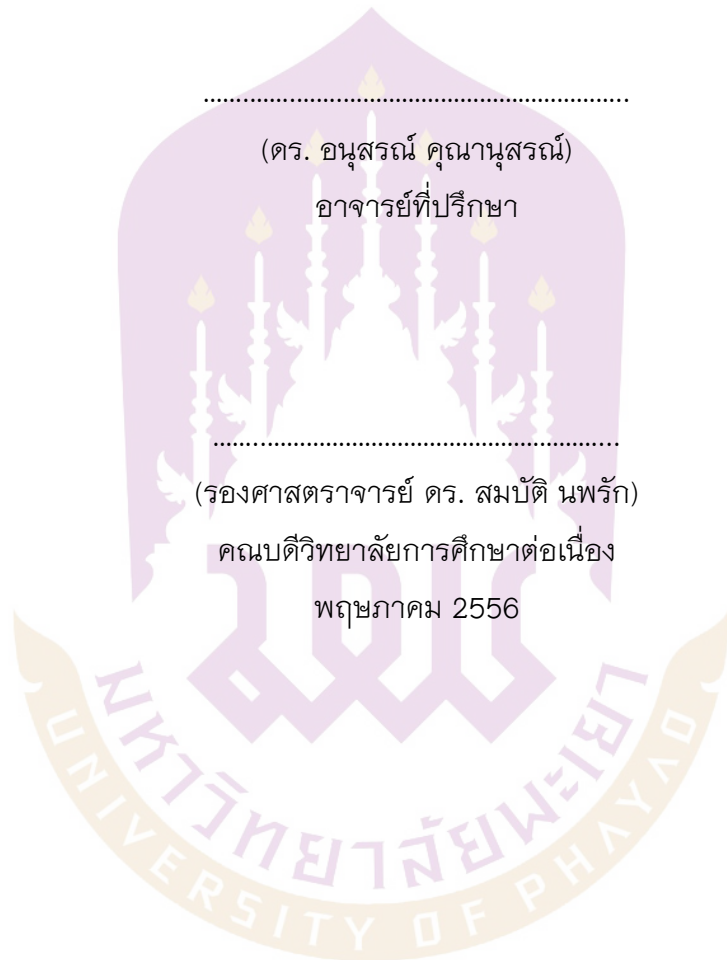 ................................................................
(ดร. อนุสรณ์ คุณานุสรณ์)
อาจารย์ที่ปรึกษา
.............................................................
(รองศาสตราจารย์ ดร. สมบัติ นพรัก)
คณบดีวิทยาลัยการศึกษาต่อเนื่อง
พฤษภาคม 2556
มหาวิทยาลัยพะเยา
UNIVERSITY OF PHAYAO